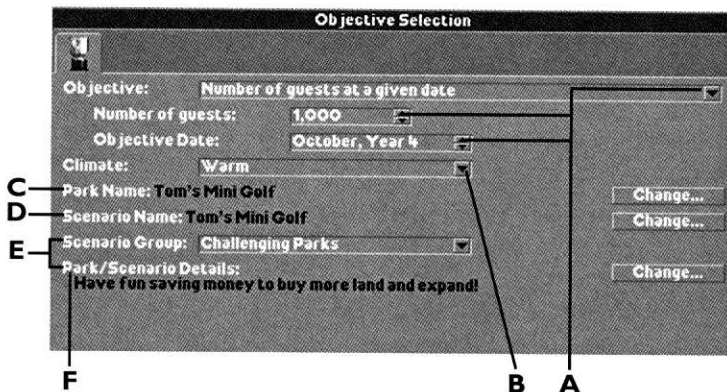 Objective Selection
Objective: Number of guests at a given date
Number of guests: 1,000
Objective Date: October, Year 4
Climate: Warm
C Park Name: Tom's Mini Golf Change...
D Scenario Name: Tom's Mini Golf Change...
E Scenario Group: Challenging Parks
Park/Scenario Details: Change...
Have fun saving money to buy more land and expand!
F B A